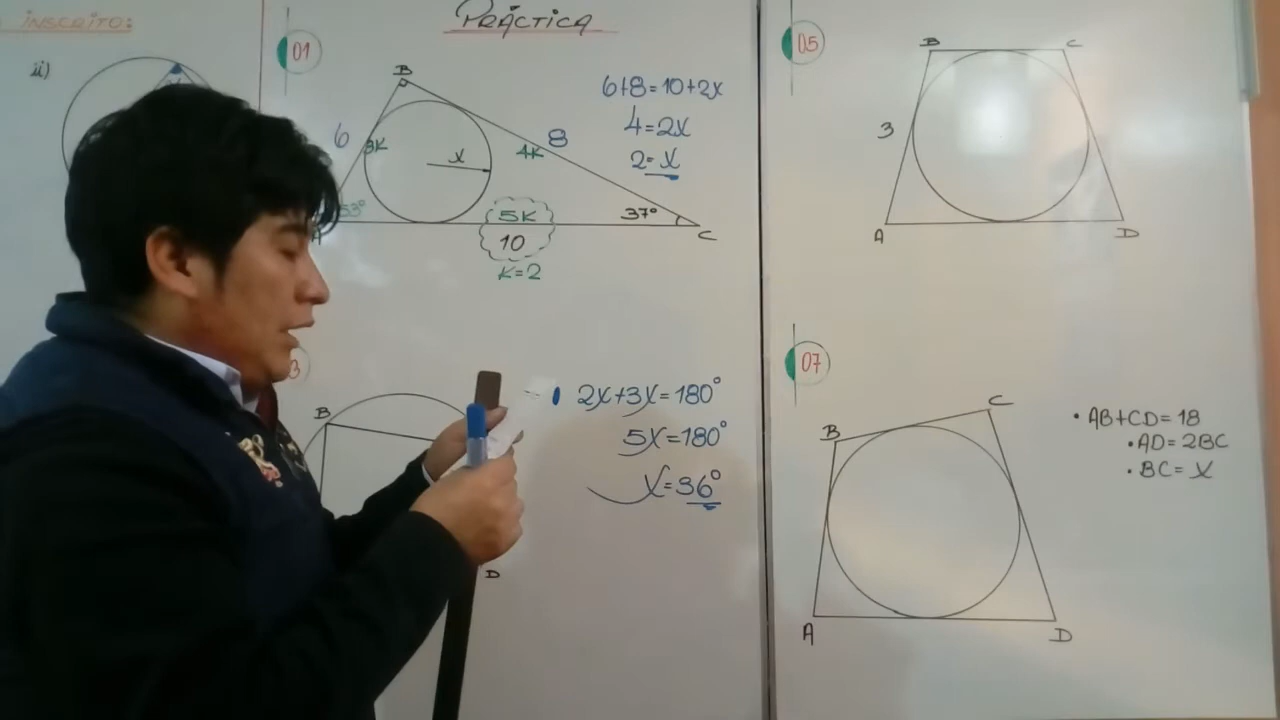 INSCRITO:
ii)
PRÁCTICA
01
B
6
3K
x
4K
8
53°
5K
10
K=2
37°
A
C
6+8=10+2x
4=2x
2=x
3
B
D
2x+3x=180°
5x=180°
x=36°
05
B
C
3
A
D
07
B
C
A
D
• AB+CD=18
• AD=2BC
• BC= x